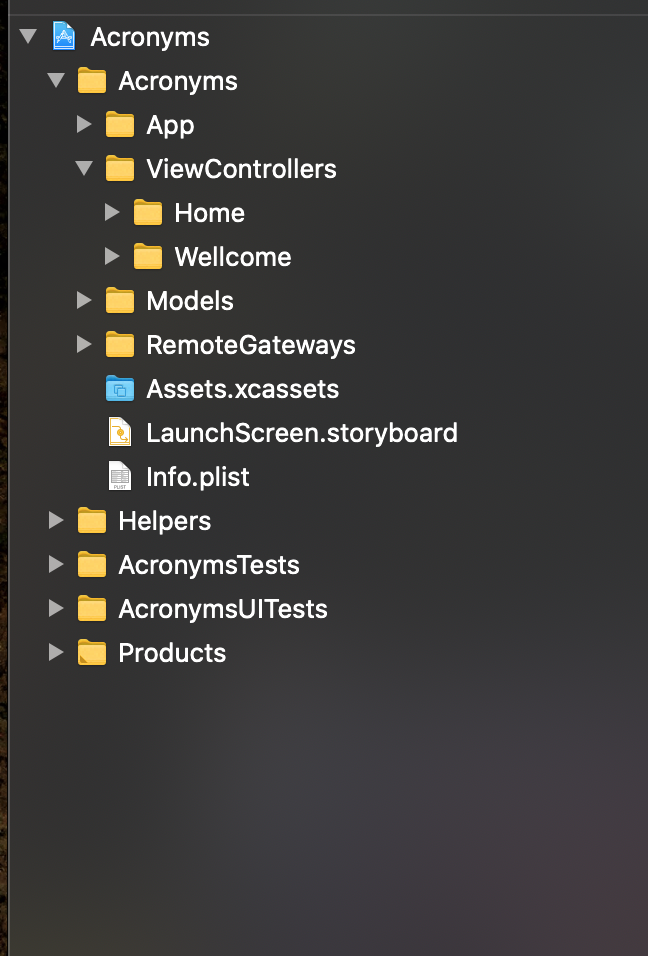 Acronyms
Acronyms
App
ViewControllers
Home
Wellcome
Models
RemoteGateways
Assets.xcassets
LaunchScreen.storyboard
Info.plist
Helpers
AcronymsTests
AcronymsUITests
Products